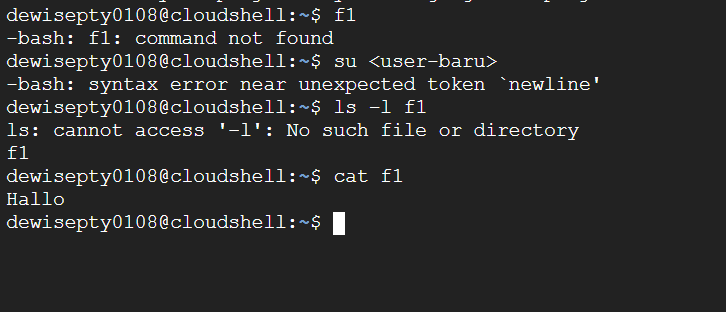 dewisepty0108@cloudshell:~$ f1
-bash: f1: command not found
dewisepty0108@cloudshell:~$ su <user-baru>
-bash: syntax error near unexpected token `newline'
dewisepty0108@cloudshell:~$ ls –l f1
ls: cannot access '–l': No such file or directory
f1
dewisepty0108@cloudshell:~$ cat f1
Hallo
dewisepty0108@cloudshell:~$